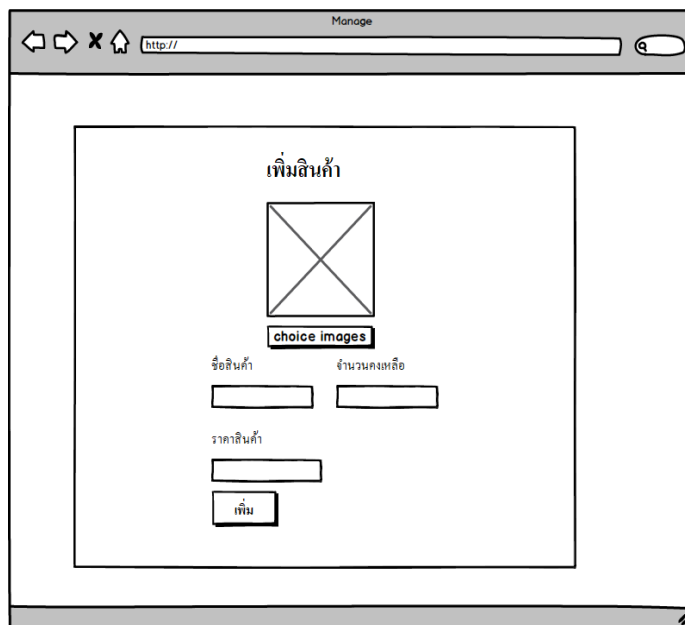 Manage
http://
เพิ่มสินค้า
choice images
ชื่อสินค้า
จำนวนคงเหลือ
ราคาสินค้า
เพิ่ม